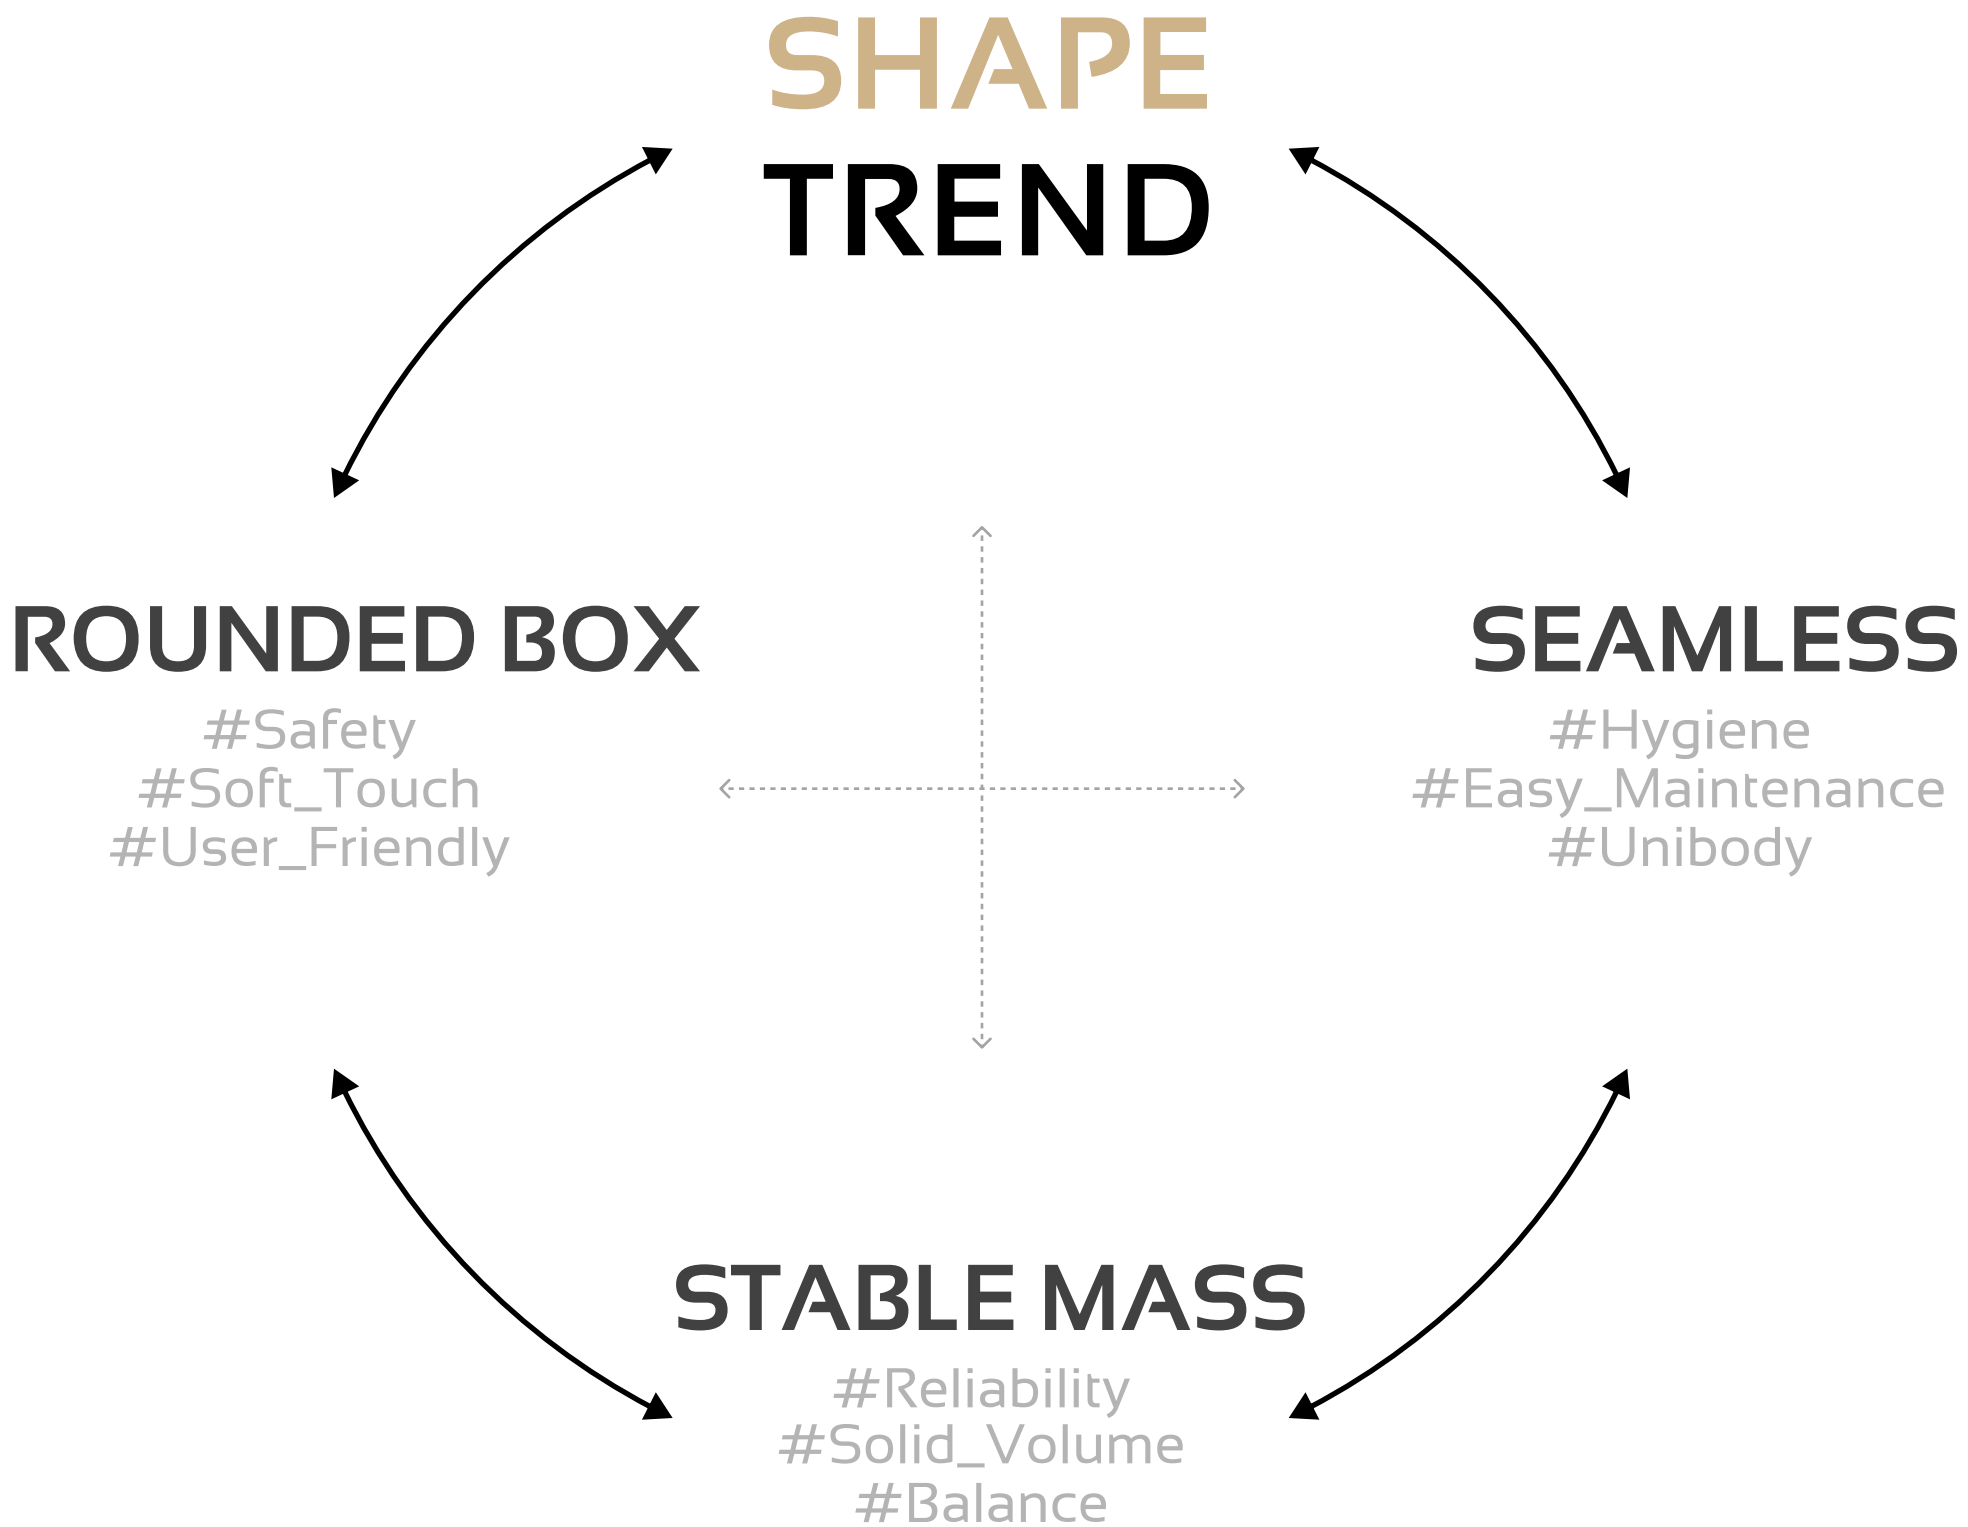 SHAPE
TREND
ROUNDED BOX
#Safety
#Soft_Touch
#User_Friendly
SEAMLESS
#Hygiene
#Easy_Maintenance
#Unibody
STABLE MASS
#Reliability
#Solid_Volume
#Balance